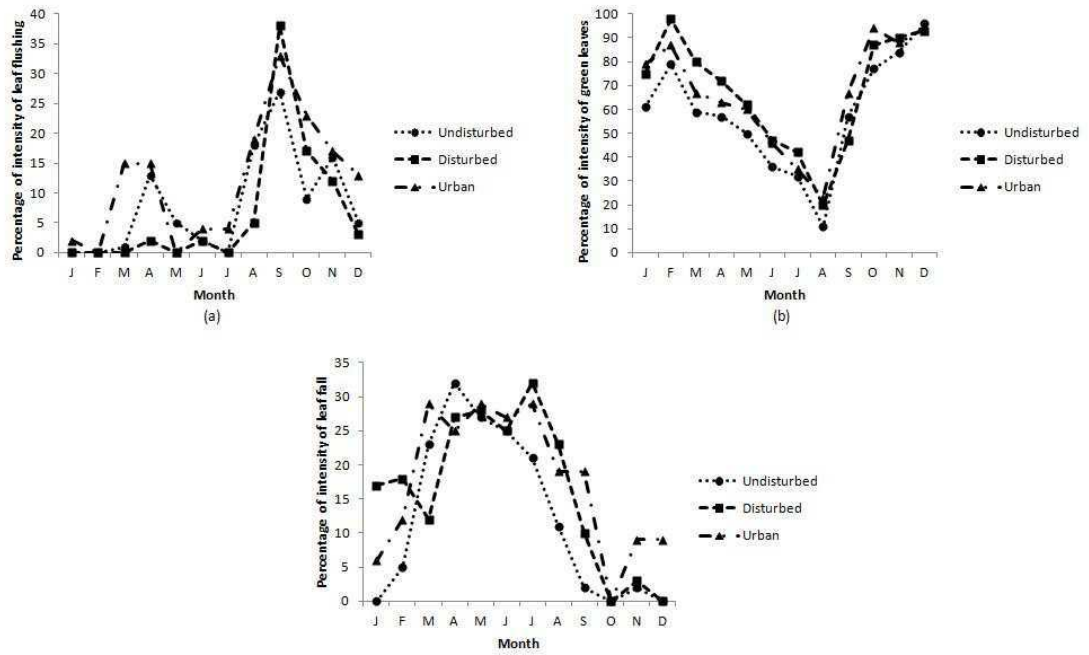 Percentage of intensity of leaf flushing
40
35
30
25
20
15
10
5
0
J F M A M J J A S O N D
Month
(a)
Undisturbed
Disturbed
Urban
Percentage of intensity of green leaves
100
90
80
70
60
50
40
30
20
10
0
J F M A M J J A S O N D
Month
(b)
Undisturbed
Disturbed
Urban
Percentage of intensity of leaf fall
35
30
25
20
15
10
5
0
J F M A M J J A S O N D
Month
Undisturbed
Disturbed
Urban